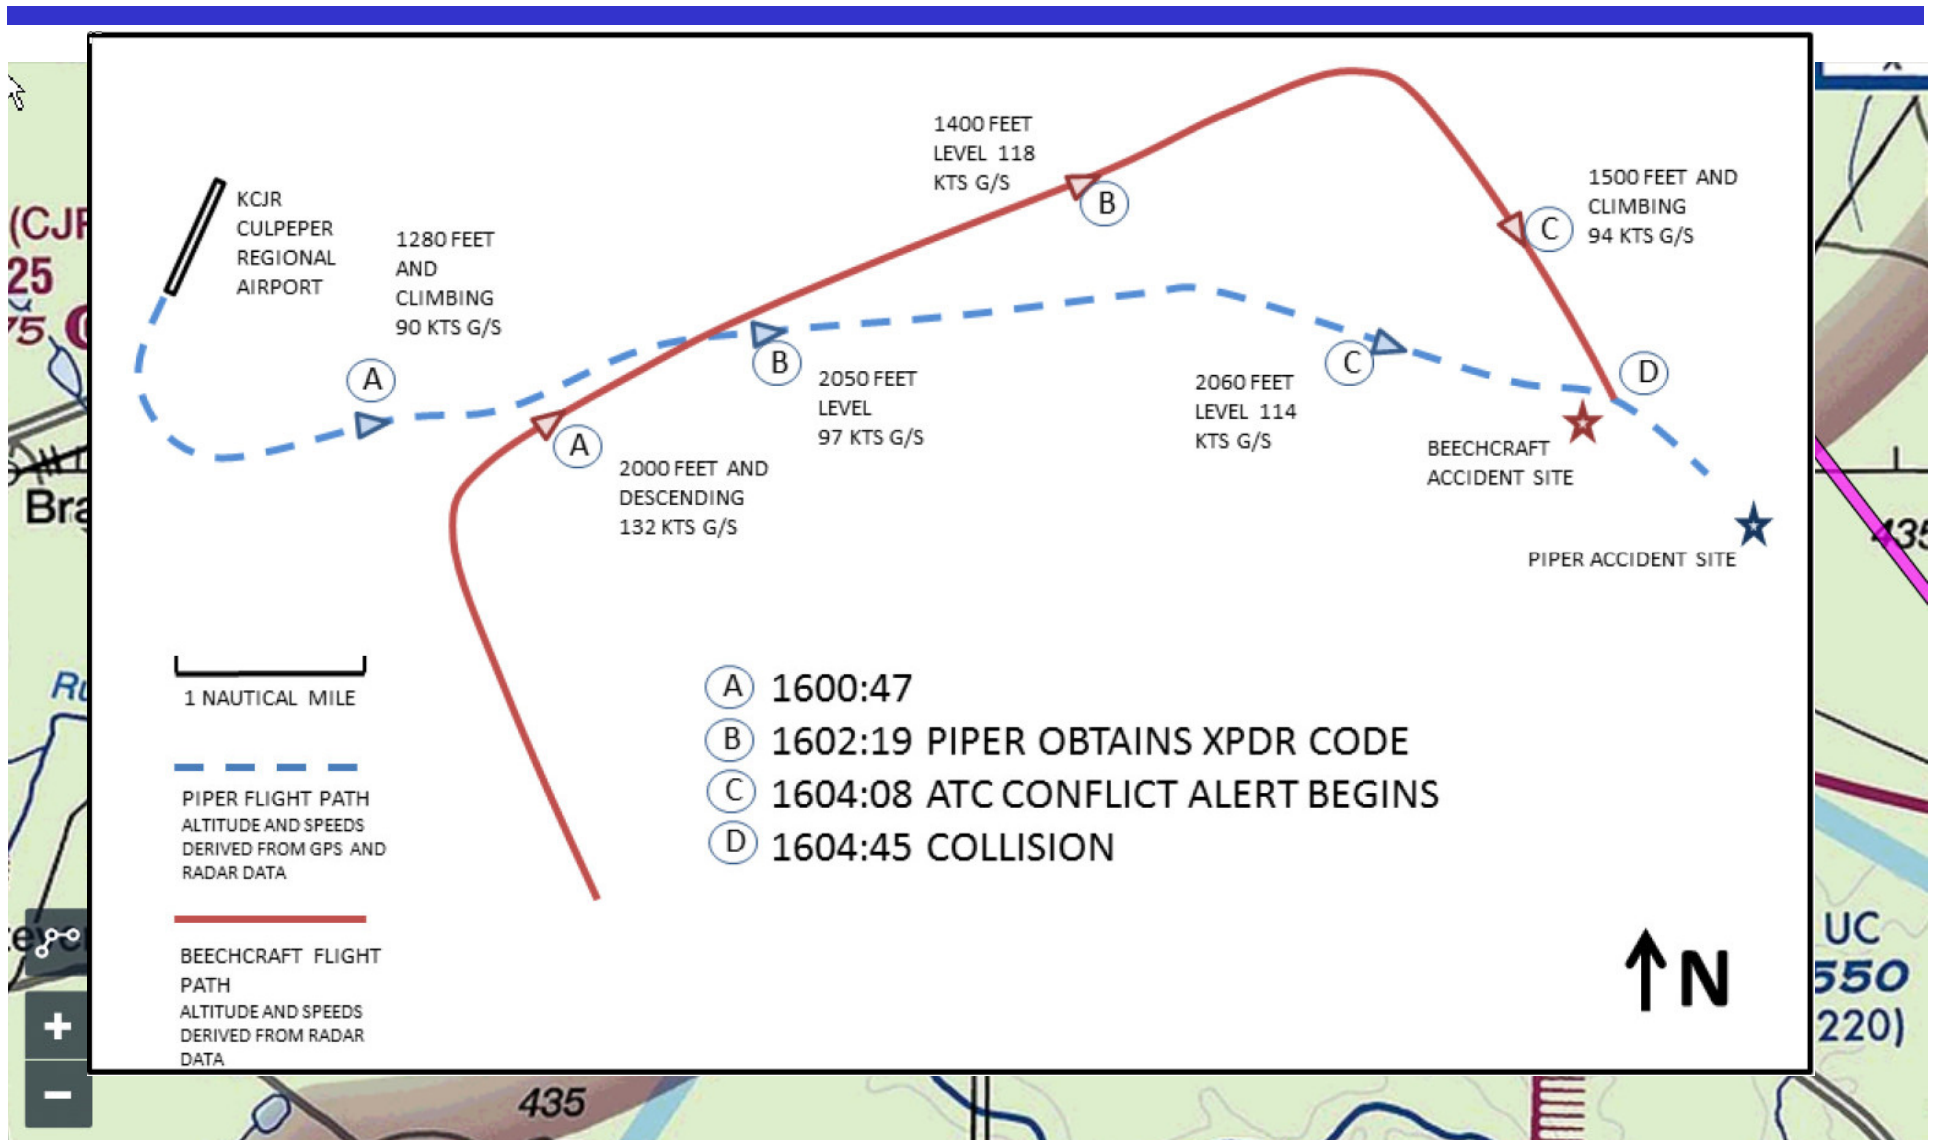 1400 FEET
LEVEL 118
KTS G/S
1500 FEET AND
CLIMBING
94 KTS G/S
KCJR
CULPEPER
REGIONAL
AIRPORT
1280 FEET
AND
CLIMBING
90 KTS G/S
(CJR
25
75
B
C
A
B
C
D
A
2050 FEET
LEVEL
97 KTS G/S
2060 FEET
LEVEL 114
KTS G/S
BEECHCRAFT
ACCIDENT SITE
2000 FEET AND
DESCENDING
132 KTS G/S
PIPER ACCIDENT SITE
Bra
435
1 NAUTICAL MILE
Ru
A 1600:47
B 1602:19 PIPER OBTAINS XPDR CODE
C 1604:08 ATC CONFLICT ALERT BEGINS
D 1604:45 COLLISION
PIPER FLIGHT PATH
ALTITUDE AND SPEEDS
DERIVED FROM GPS AND
RADAR DATA
BEECHCRAFT FLIGHT
PATH
ALTITUDE AND SPEEDS
DERIVED FROM RADAR
DATA
N
UC
550
220)
+
−
435